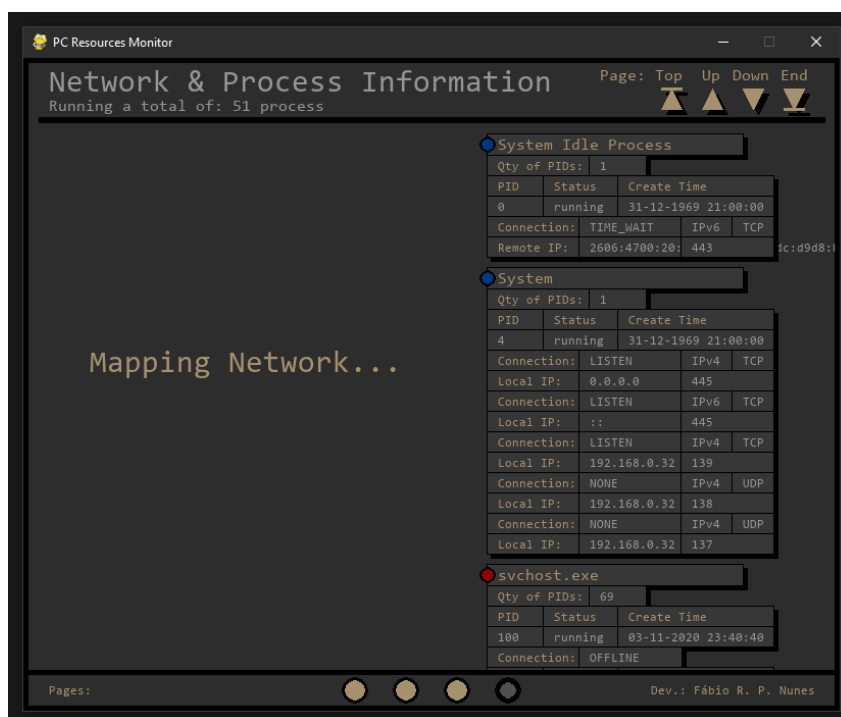 PC Resources Monitor
Network & Process Information
Running a total of: 51 process
Page: Top Up Down End
Mapping Network...
System Idle Process
Qty of PIDs: 1
PID Status Create Time
0 running 31-12-1969 21:00:00
Connection: TIME_WAIT IPv6 TCP
Remote IP: 2606:4700:20: 443 dc:d9d8:
System
Qty of PIDs: 1
PID Status Create Time
4 running 31-12-1969 21:00:00
Connection: LISTEN IPv4 TCP
Local IP: 0.0.0.0 445
Connection: LISTEN IPv6 TCP
Local IP: :: 445
Connection: LISTEN IPv4 TCP
Local IP: 192.168.0.32 139
Connection: NONE IPv4 UDP
Local IP: 192.168.0.32 138
Connection: NONE IPv4 UDP
Local IP: 192.168.0.32 137
svchost.exe
Qty of PIDs: 69
PID Status Create Time
100 running 03-11-2020 23:40:40
Connection: OFFLINE
Pages:
Dev.: Fábio R. P. Nunes